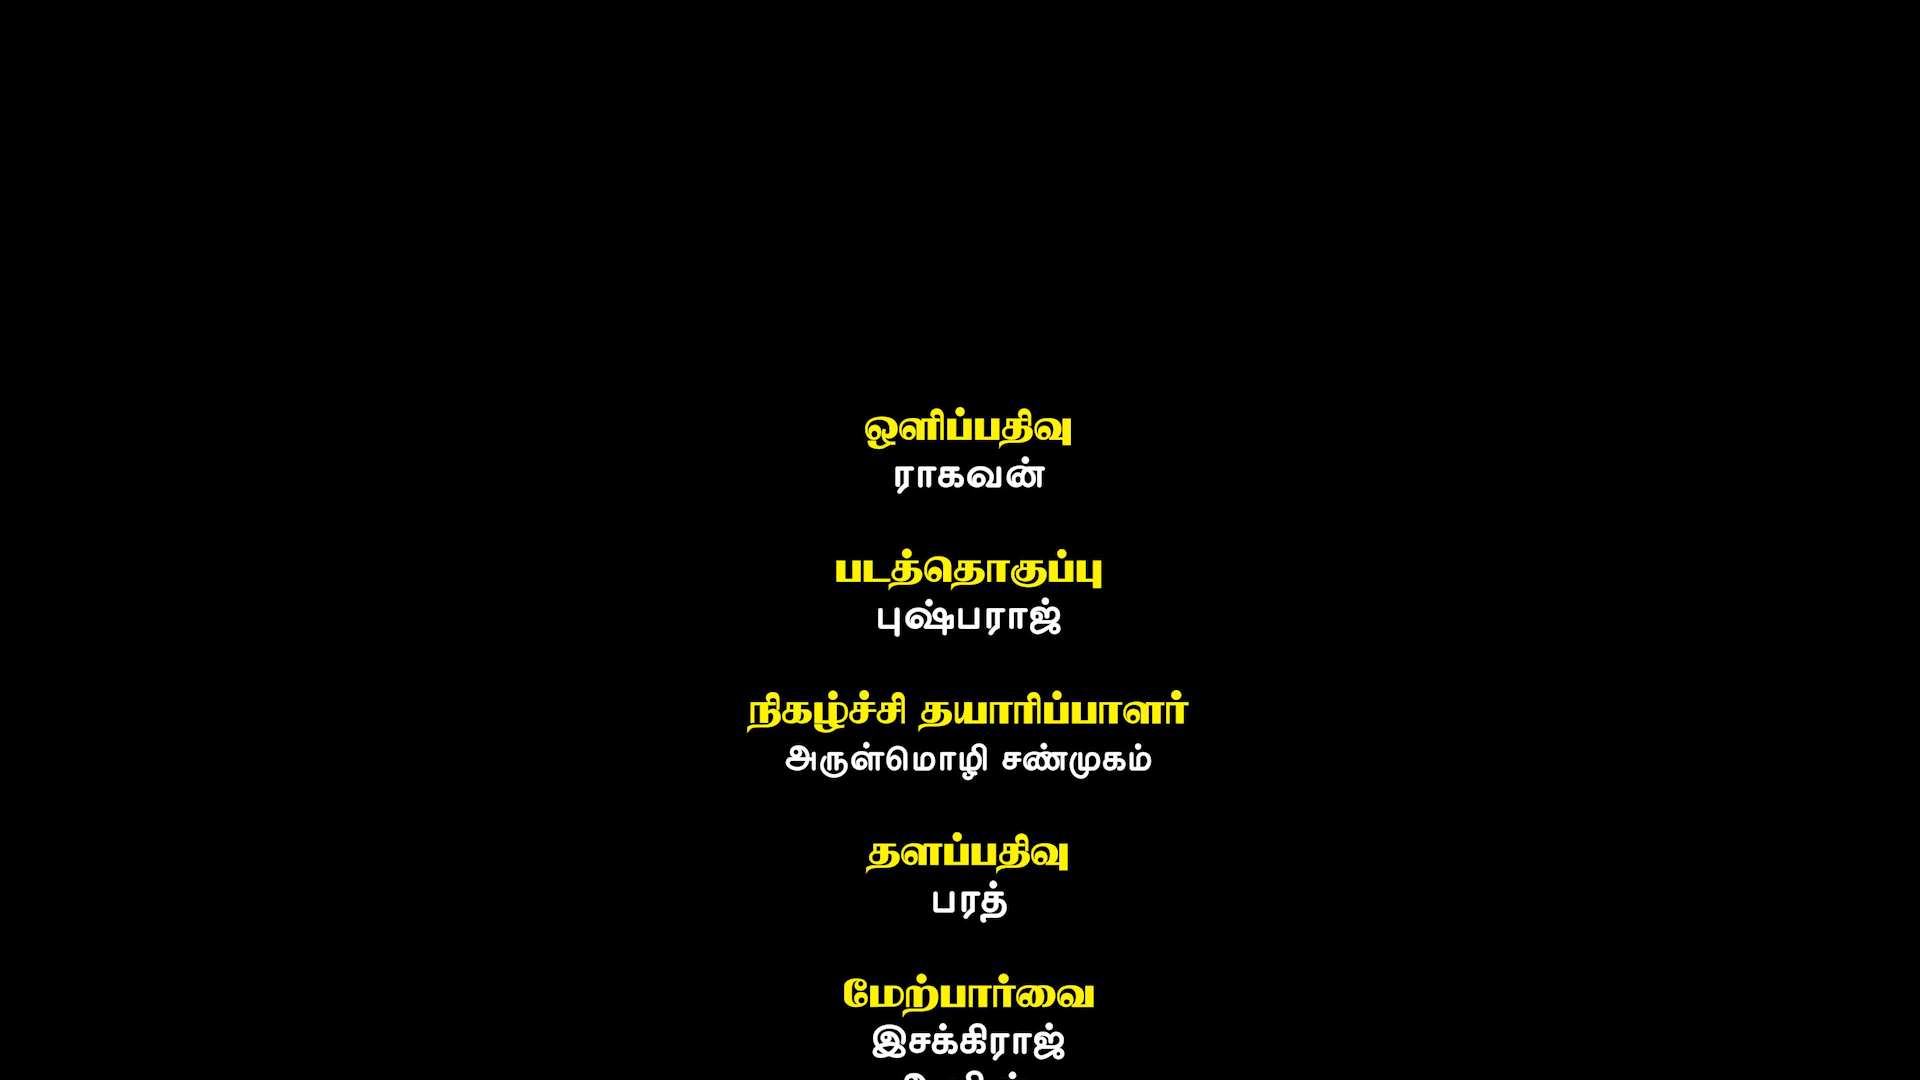 ஒளிப்பதிவு
ராகவன்
படத்தொகுப்பு
புஷ்பராஜ்
நிகழ்ச்சி தயாரிப்பாளர்
அருள்மொழி சண்முகம்
தளப்பதிவு
பரத்
மேற்பார்வை
இசக்கிராஜ்